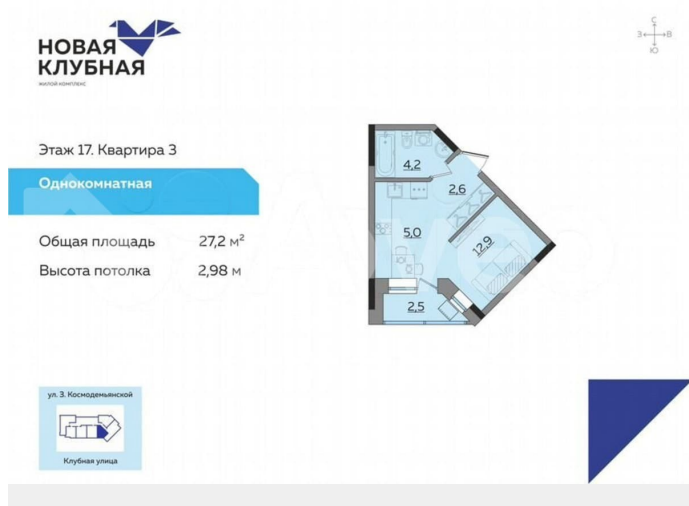 НОВАЯ
КЛУБНАЯ
ЖИЛОЙ КОМПЛЕКС
С
З В
Ю
Этаж 17. Квартира 3
Однокомнатная
Общая площадь 27,2 м²
Высота потолка 2,98 м
4,2
2,6
5,0
12,9
2,5
ул. З. Космодемьянской
Клубная улица
Avito